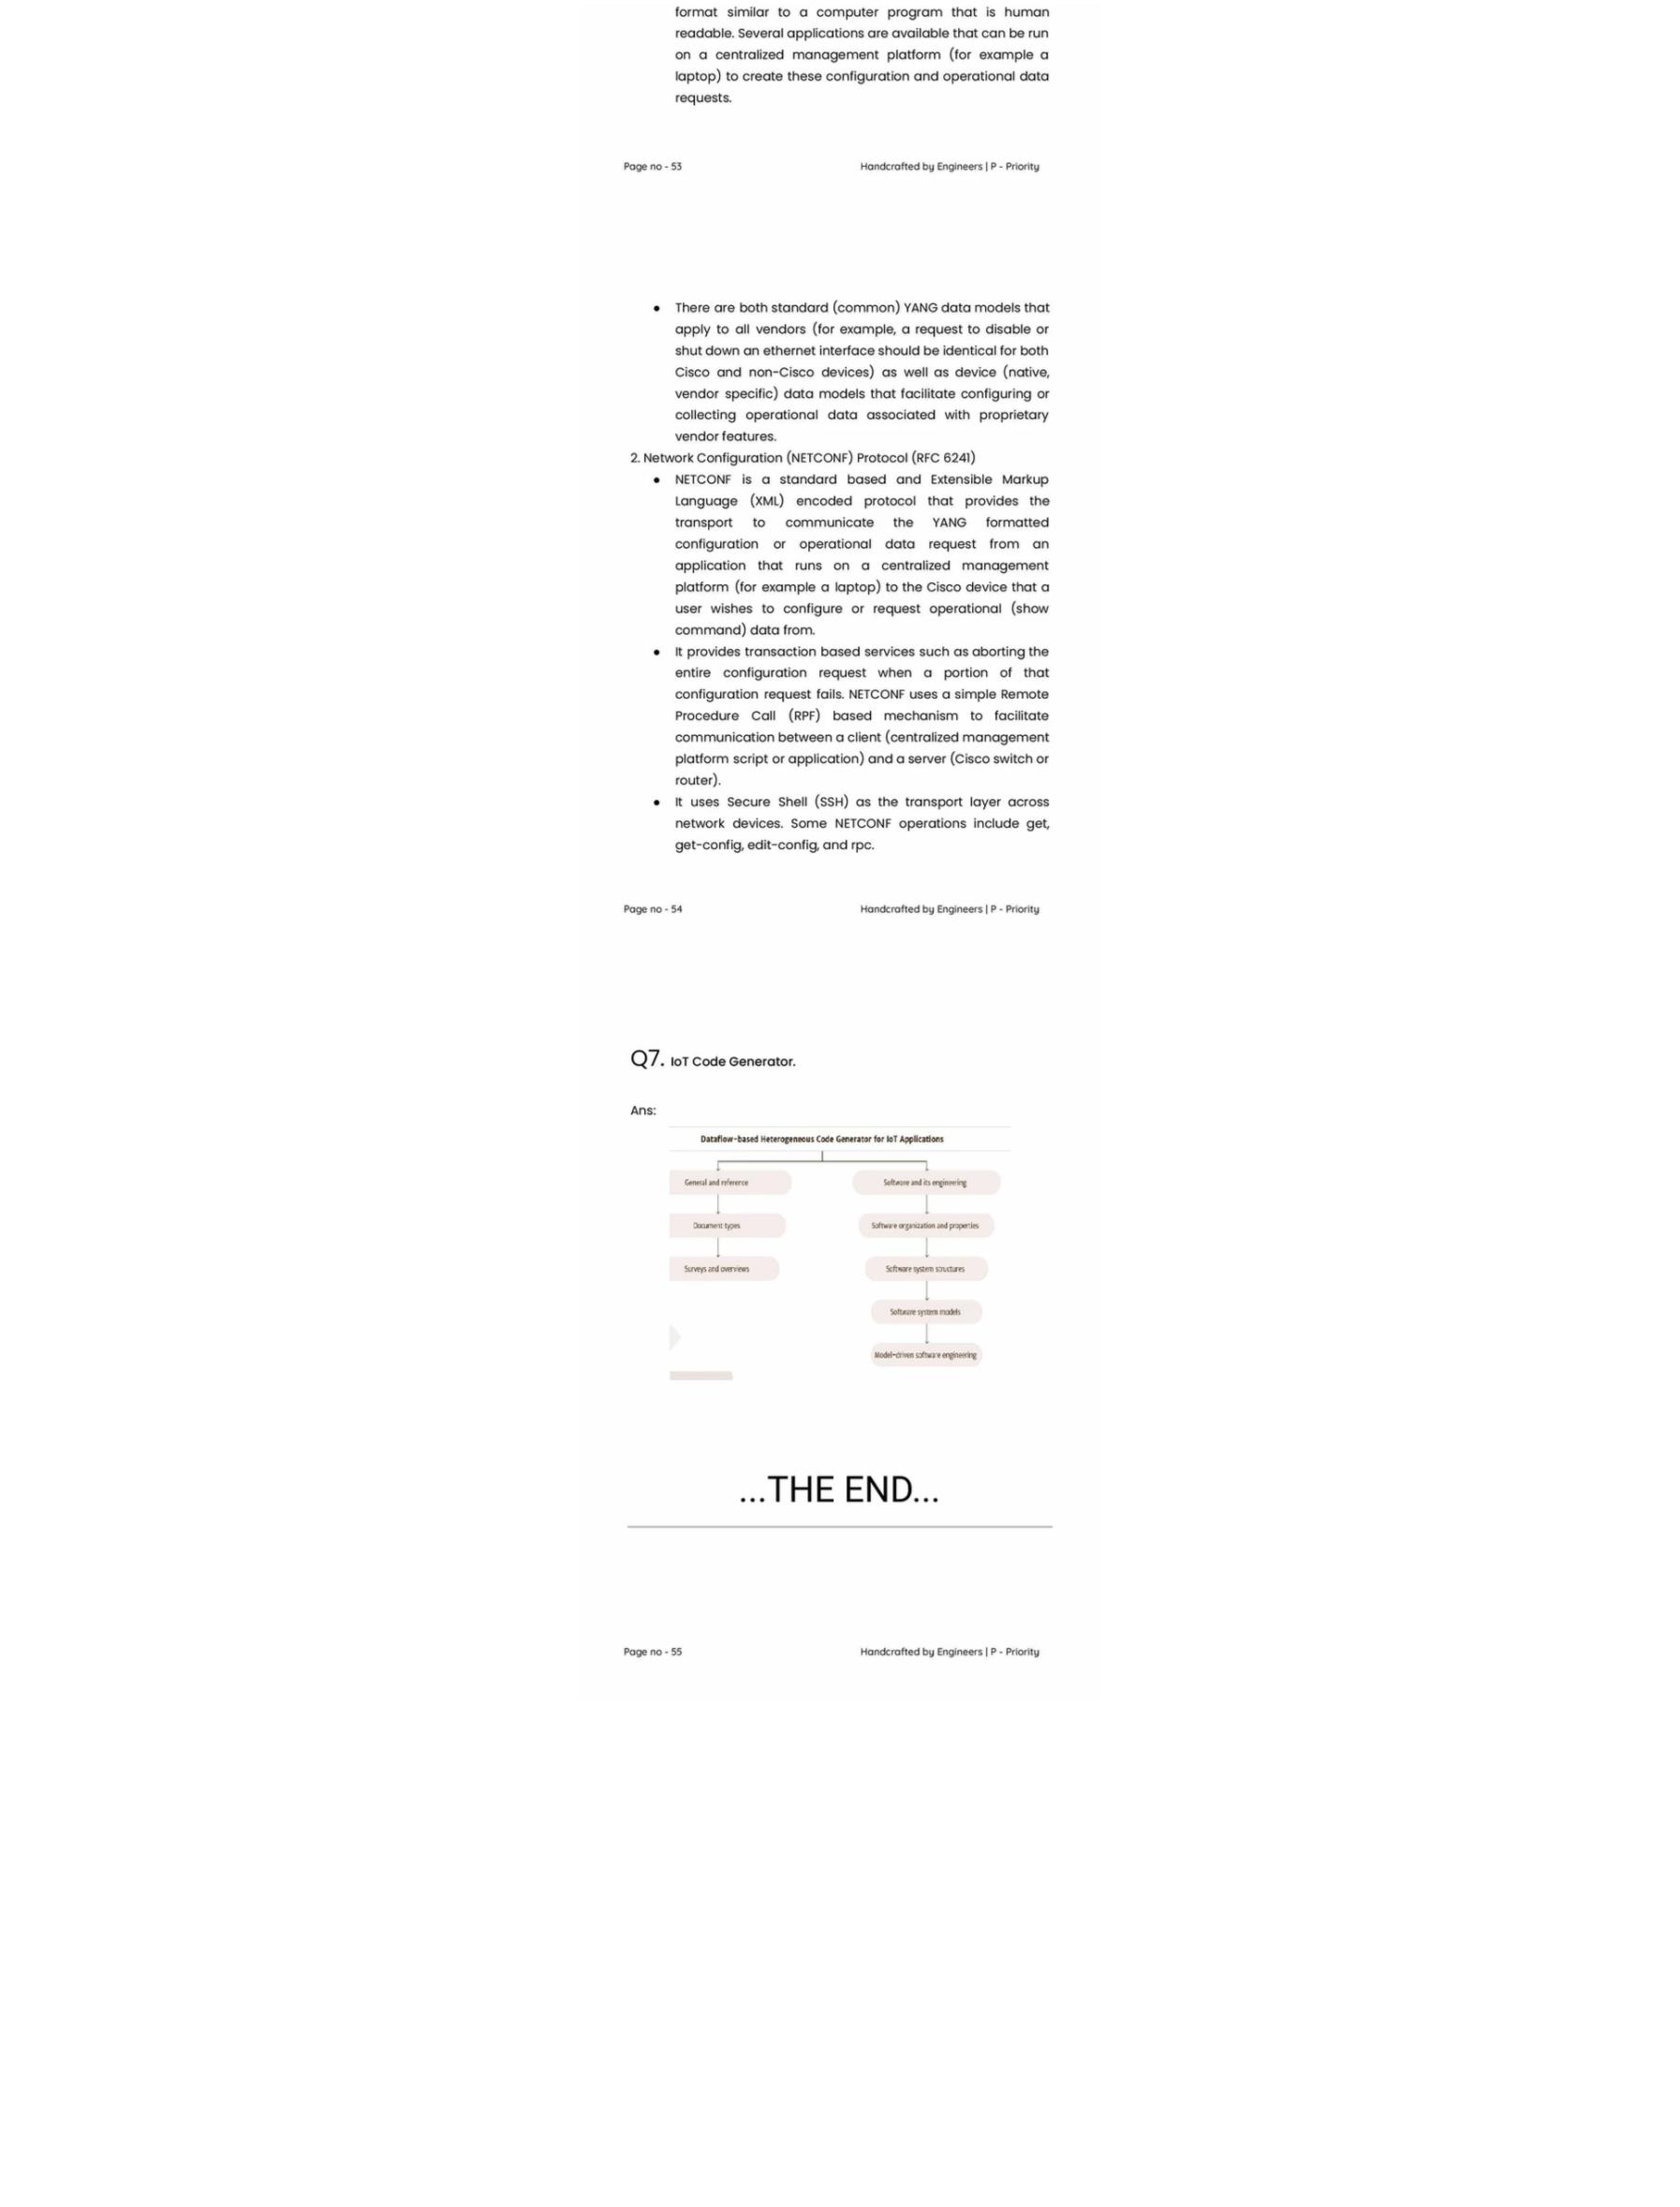 format similar to a computer program that is human
readable. Several applications are available that can be run
on a centralized management platform (for example a
laptop) to create these configuration and operational data
requests.
Page no - 53 Handcrafted by Engineers | P - Priority
● There are both standard (common) YANG data models that
apply to all vendors (for example, a request to disable or
shut down an ethernet interface should be identical for both
Cisco and non-Cisco devices) as well as device (native,
vendor specific) data models that facilitate configuring or
collecting operational data associated with proprietary
vendor features.
2. Network Configuration (NETCONF) Protocol (RFC 6241)
● NETCONF is a standard based and Extensible Markup
Language (XML) encoded protocol that provides the
transport to communicate the YANG formatted
configuration or operational data request from an
application that runs on a centralized management
platform (for example a laptop) to the Cisco device that a
user wishes to configure or request operational (show
command) data from.
● It provides transaction based services such as aborting the
entire configuration request when a portion of that
configuration request fails. NETCONF uses a simple Remote
Procedure Call (RPF) based mechanism to facilitate
communication between a client (centralized management
platform script or application) and a server (Cisco switch or
router).
● It uses Secure Shell (SSH) as the transport layer across
network devices. Some NETCONF operations include get,
get-config, edit-config, and rpc.
Page no - 54 Handcrafted by Engineers | P - Priority
Q7. IoT Code Generator.
Ans:
Dataflow-based Heterogeneous Code Generator for IoT Applications
General and reference
Document types
Surveys and overviews
Software and its engineering
Software organization and properties
Software system structures
Software system models
Model-driven software engineering
...THE END...
Page no - 55 Handcrafted by Engineers | P - Priority